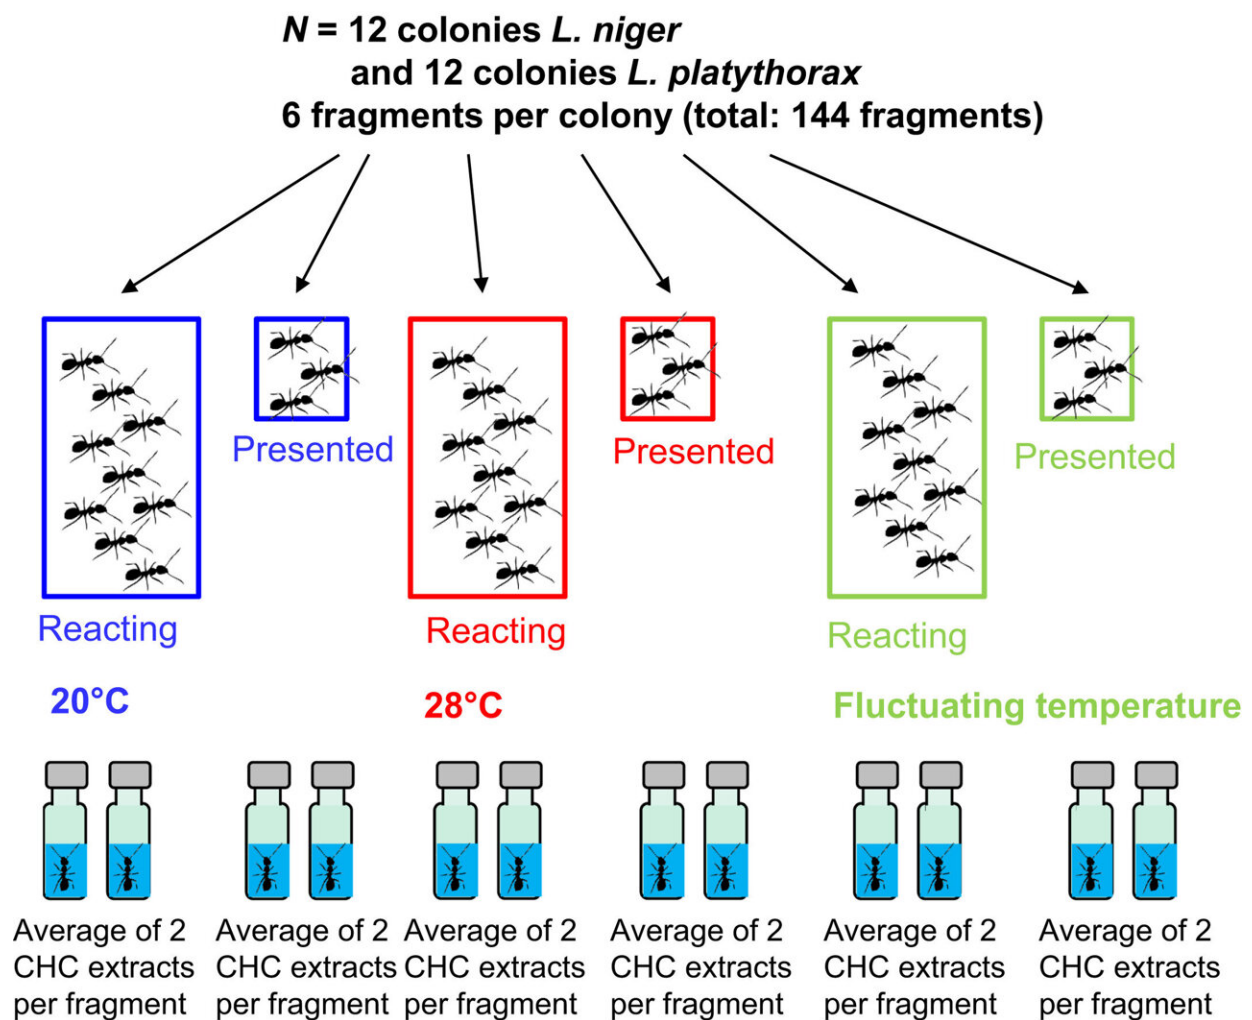 N = 12 colonies L. niger
and 12 colonies L. platythorax
6 fragments per colony (total: 144 fragments)
Presented
Presented
Presented
Reacting
Reacting
Reacting
20°C
28°C
Fluctuating temperature
Average of 2
CHC extracts
per fragment
Average of 2
CHC extracts
per fragment
Average of 2
CHC extracts
per fragment
Average of 2
CHC extracts
per fragment
Average of 2
CHC extracts
per fragment
Average of 2
CHC extracts
per fragment